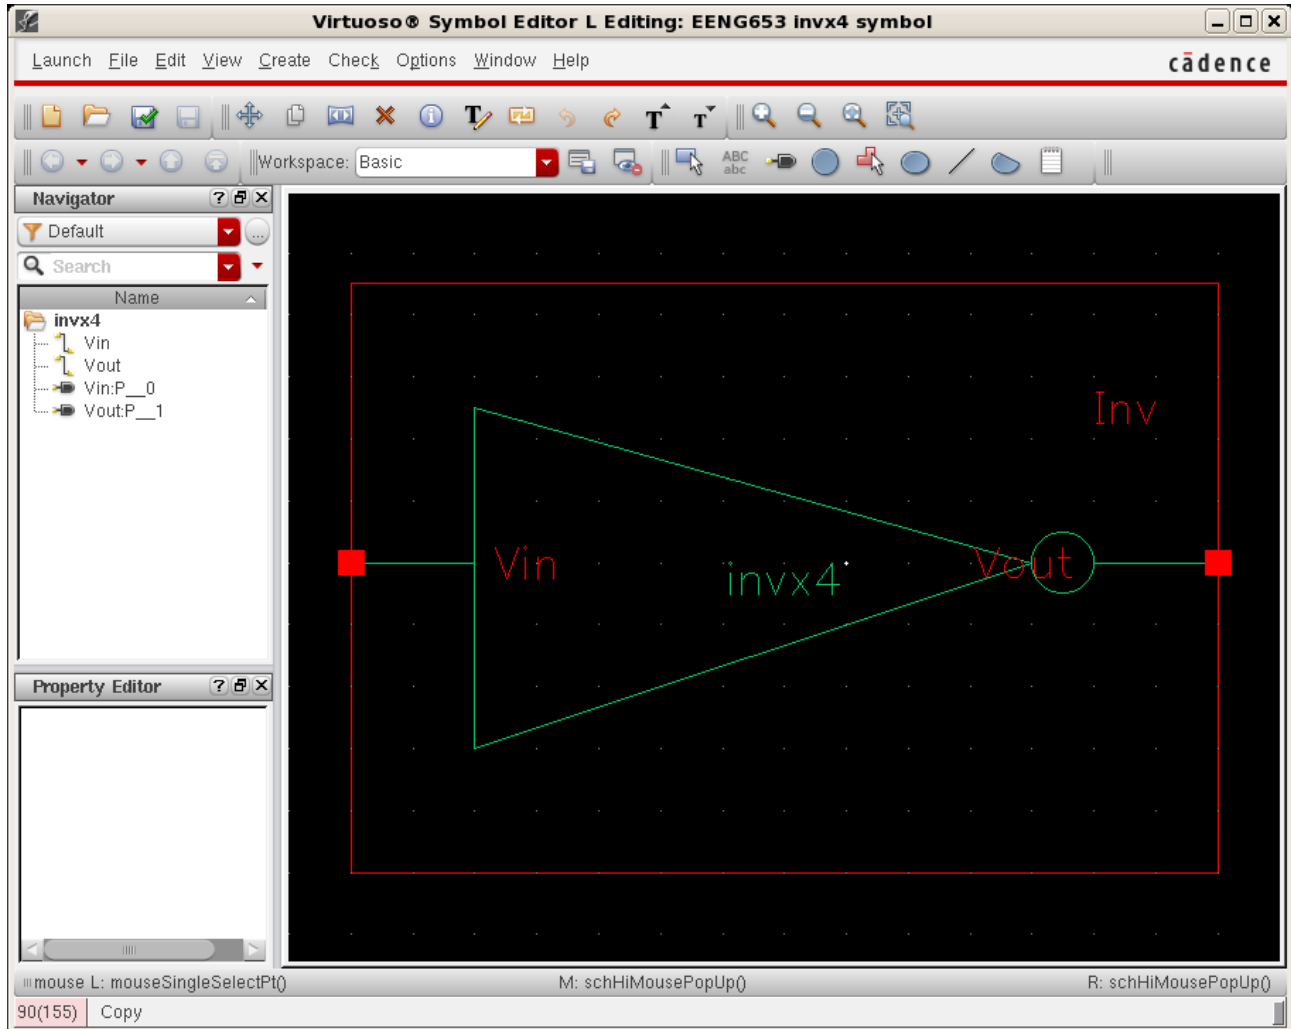 Virtuoso® Symbol Editor L Editing: EENG653 invx4 symbol
Launch File Edit View Create Check Options Window Help
cādence
T T T
Workspace: Basic
ABC
abc
Navigator
Default
...
Search
Name
invx4
Vin
Vout
Vin:P__0
Vout:P__1
Inv
Vin
invx4
Vout
Property Editor
mouse L: mouseSingleSelectPt()
M: schHiMousePopUp()
R: schHiMousePopUp()
90(155)
Copy